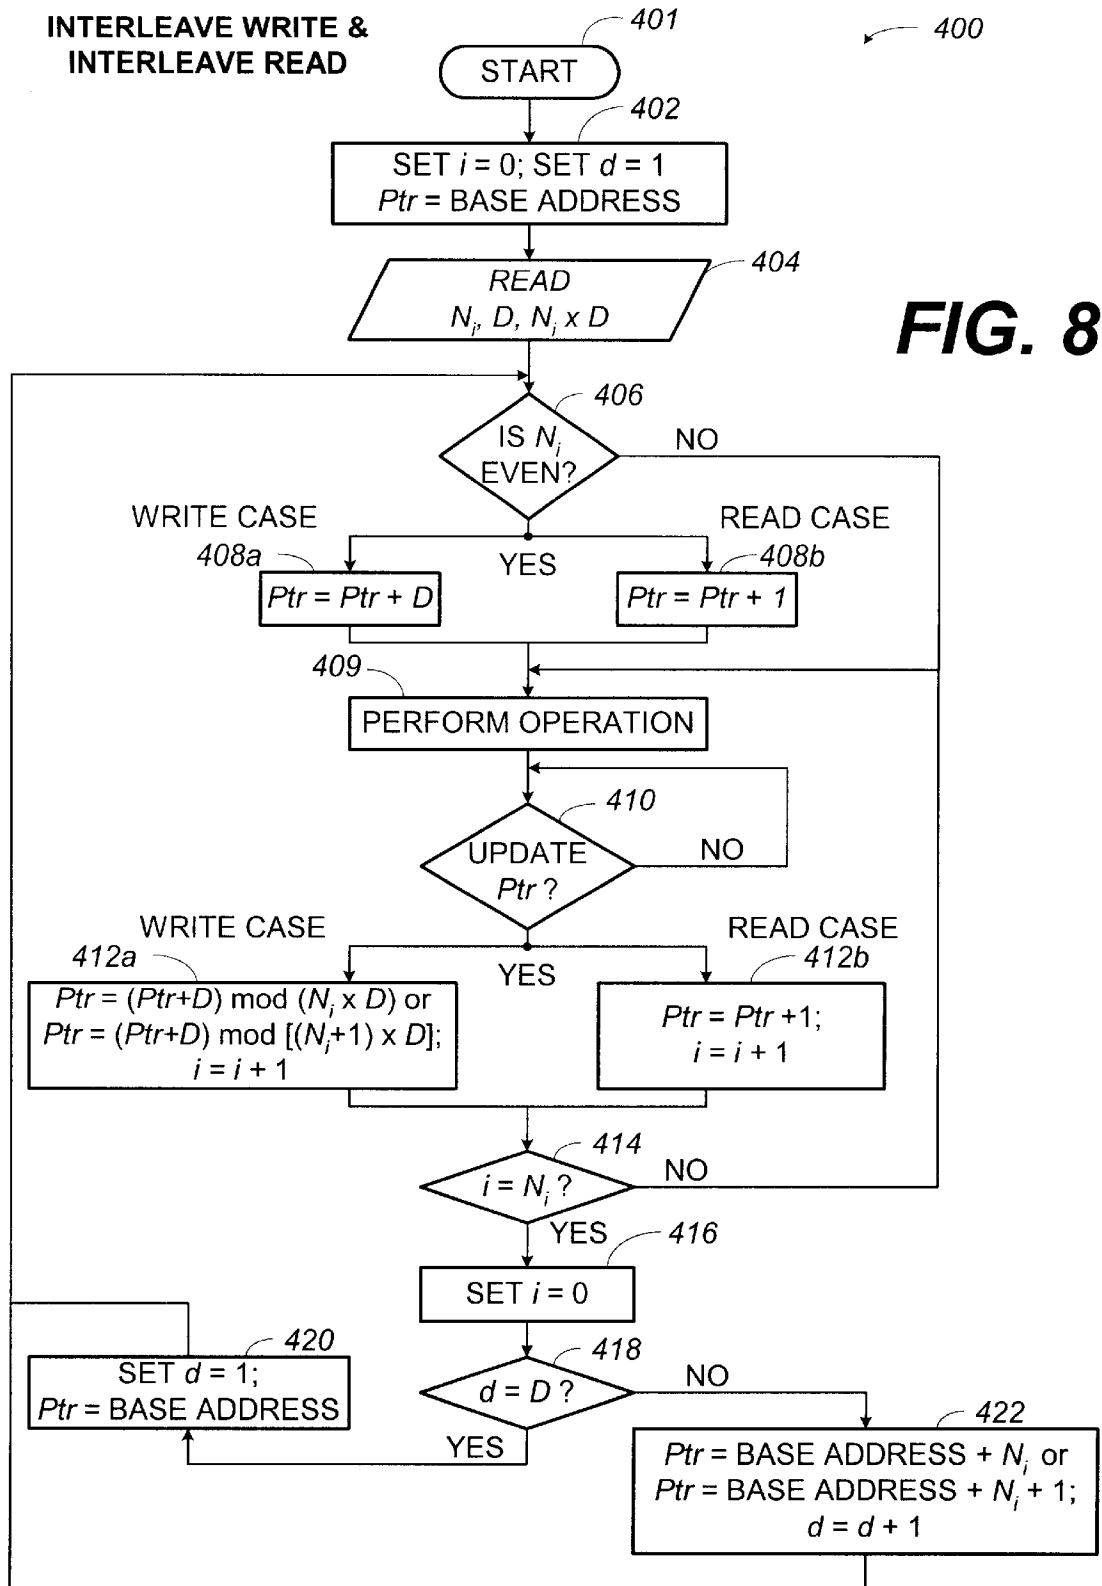 INTERLEAVE WRITE &
INTERLEAVE READ
401
400
START
402
SET i = 0; SET d = 1
Ptr = BASE ADDRESS
404
READ
Ni, D, Ni x D
FIG. 8
406
IS Ni
EVEN?
NO
WRITE CASE
READ CASE
408a
YES
408b
Ptr = Ptr + D
Ptr = Ptr + 1
409
PERFORM OPERATION
410
UPDATE
Ptr ?
NO
WRITE CASE
READ CASE
412a
YES
412b
Ptr = (Ptr+D) mod (Ni x D) or
Ptr = (Ptr+D) mod [(Ni+1) x D];
i = i + 1
Ptr = Ptr +1;
i = i + 1
414
i = Ni ?
NO
YES
416
SET i = 0
420
418
SET d = 1;
Ptr = BASE ADDRESS
d = D ?
NO
YES
422
Ptr = BASE ADDRESS + Ni or
Ptr = BASE ADDRESS + Ni + 1;
d = d + 1